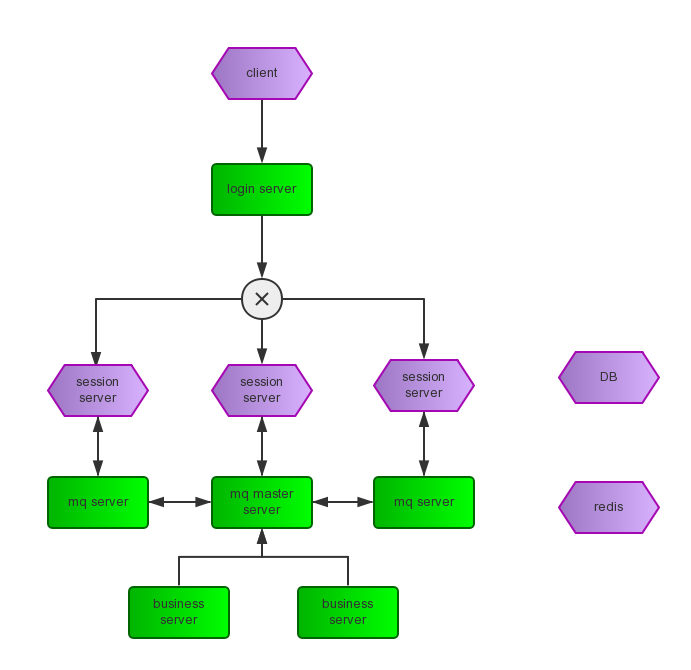 client
login server
session
server
session
server
session
server
DB
mq server
mq master
server
mq server
redis
business
server
business
server